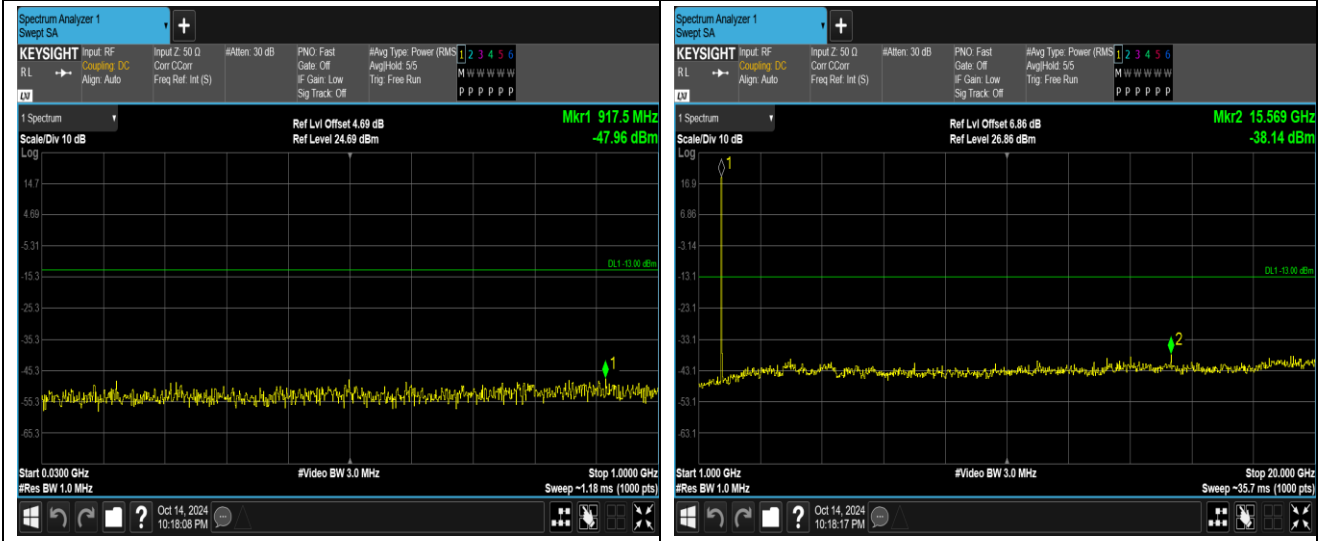 Spectrum Analyzer 1
Swept SA
+
KEYSIGHT Input: RF Input Z: 50 Ω #Atten: 30 dB PNO: Fast #Avg Type: Power (RMS 1 2 3 4 5 6
RL Coupling: DC Corr CCorr Gate: Off Avg|Hold: 5/5 M W W W W W
Align: Auto Freq Ref: Int (S) IF Gain: Low Trig: Free Run
Sig Track: Off P P P P P P
LXI
1 Spectrum
Ref Lvl Offset 4.69 dB Mkr1 917.5 MHz
Scale/Div 10 dB Ref Level 24.69 dBm -47.96 dBm
Log
14.7
4.69
-5.31
DL1 -13.00 dBm
-15.3
-25.3
-35.3
1
-45.3
-55.3
-65.3
Start 0.0300 GHz #Video BW 3.0 MHz Stop 1.0000 GHz
#Res BW 1.0 MHz Sweep ~1.18 ms (1000 pts)
? Oct 14, 2024
10:18:08 PM
Spectrum Analyzer 1
Swept SA
+
KEYSIGHT Input: RF Input Z: 50 Ω #Atten: 30 dB PNO: Fast #Avg Type: Power (RMS 1 2 3 4 5 6
RL Coupling: DC Corr CCorr Gate: Off Avg|Hold: 5/5 M W W W W W
Align: Auto Freq Ref: Int (S) IF Gain: Low Trig: Free Run
Sig Track: Off P P P P P P
LXI
1 Spectrum
Ref Lvl Offset 6.86 dB Mkr2 15.569 GHz
Scale/Div 10 dB Ref Level 26.86 dBm -38.14 dBm
Log
1
16.9
6.86
-3.14
DL1 -13.00 dBm
-13.1
-23.1
-33.1
2
-43.1
-53.1
-63.1
Start 1.000 GHz #Video BW 3.0 MHz Stop 20.000 GHz
#Res BW 1.0 MHz Sweep ~35.7 ms (1000 pts)
? Oct 14, 2024
10:18:17 PM